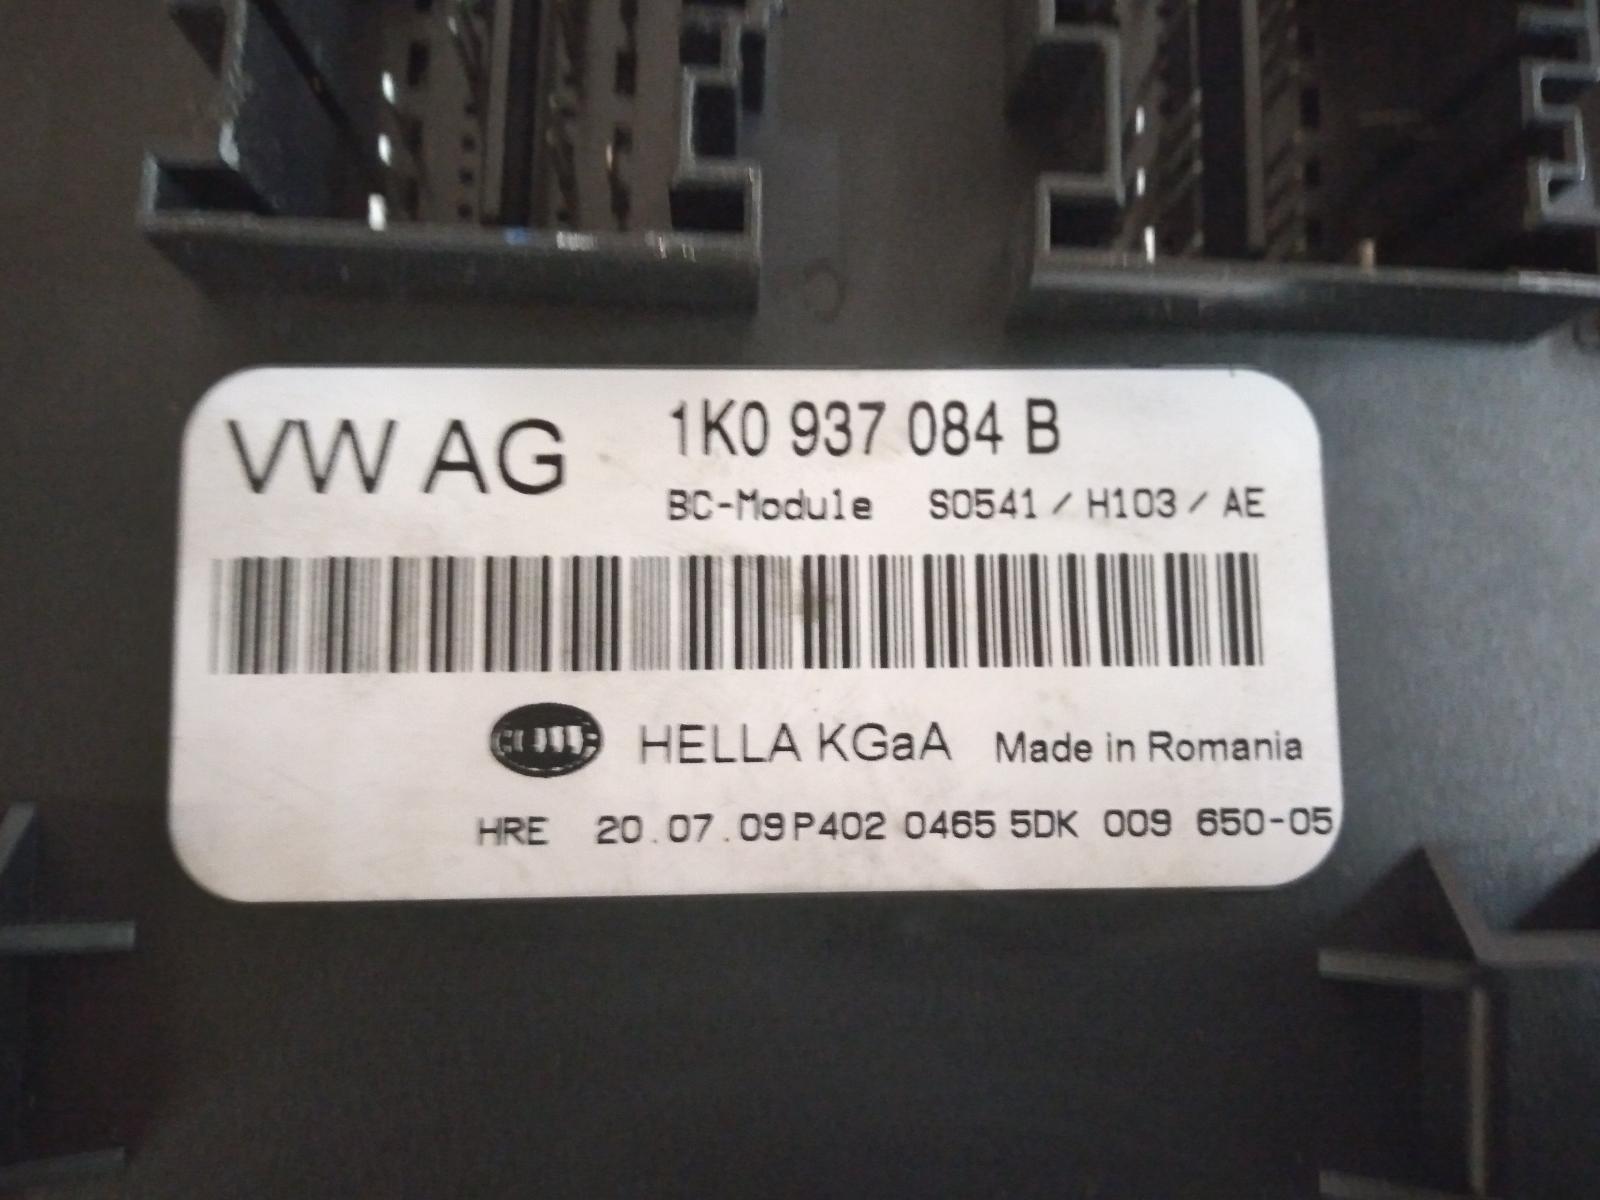 VW AG 1K0 937 084 B
BC-Module S0541 / H103 / AE
HELLA HELLA KGaA Made in Romania
HRE 20.07.09 P402 0465 5DK 009 650-05